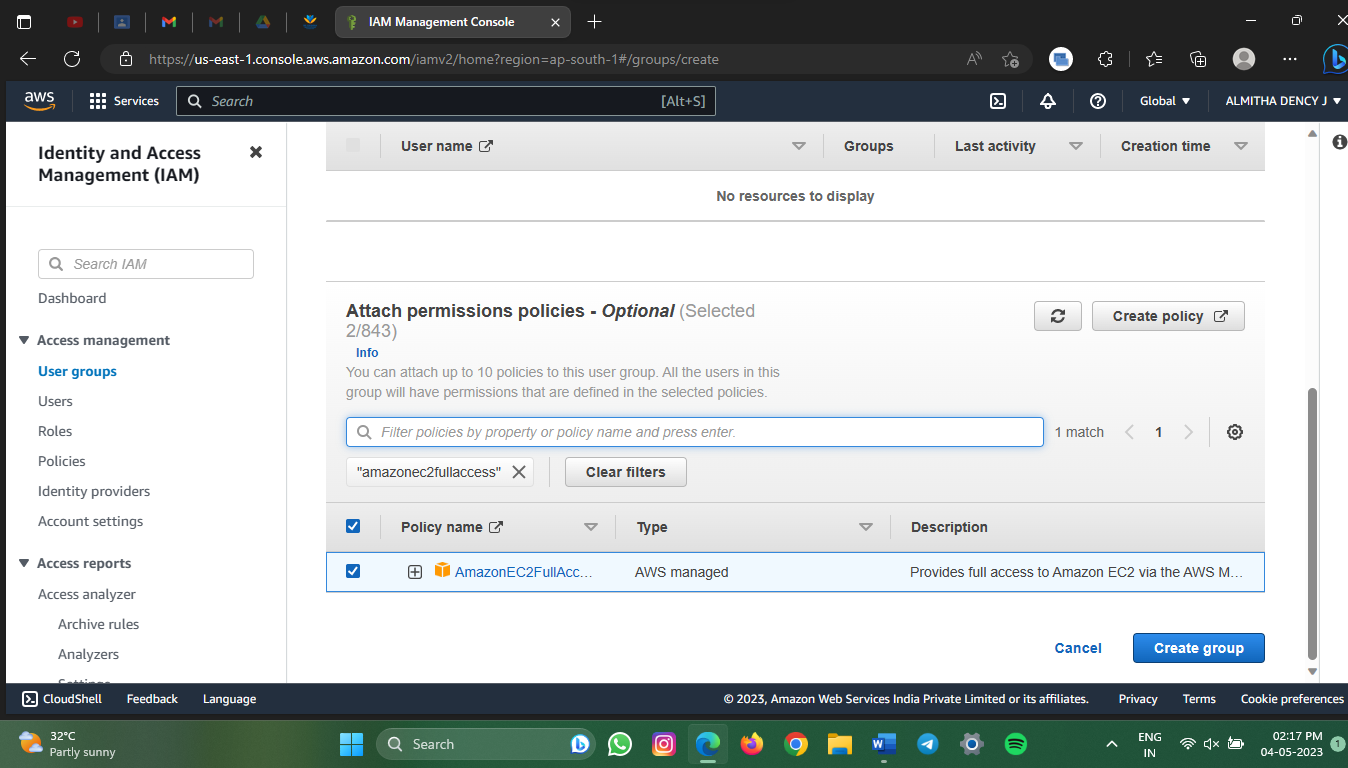 IAM Management Console
https://us-east-1.console.aws.amazon.com/iamv2/home?region=ap-south-1#/groups/create
aws
Services
Search
[Alt+S]
Global
ALMITHA DENCY J
Identity and Access
Management (IAM)
Search IAM
Dashboard
Access management
User groups
Users
Roles
Policies
Identity providers
Account settings
Access reports
Access analyzer
Archive rules
Analyzers
Settings
User name
Groups
Last activity
Creation time
No resources to display
Attach permissions policies - Optional (Selected
2/843)
Info
You can attach up to 10 policies to this user group. All the users in this
group will have permissions that are defined in the selected policies.
Create policy
Filter policies by property or policy name and press enter.
1 match
1
"amazonec2fullaccess"
Clear filters
Policy name
Type
Description
AmazonEC2FullAcc...
AWS managed
Provides full access to Amazon EC2 via the AWS M...
Cancel
Create group
CloudShell
Feedback
Language
© 2023, Amazon Web Services India Private Limited or its affiliates.
Privacy
Terms
Cookie preferences
32°C
Partly sunny
Search
ENG
IN
02:17 PM
04-05-2023
1